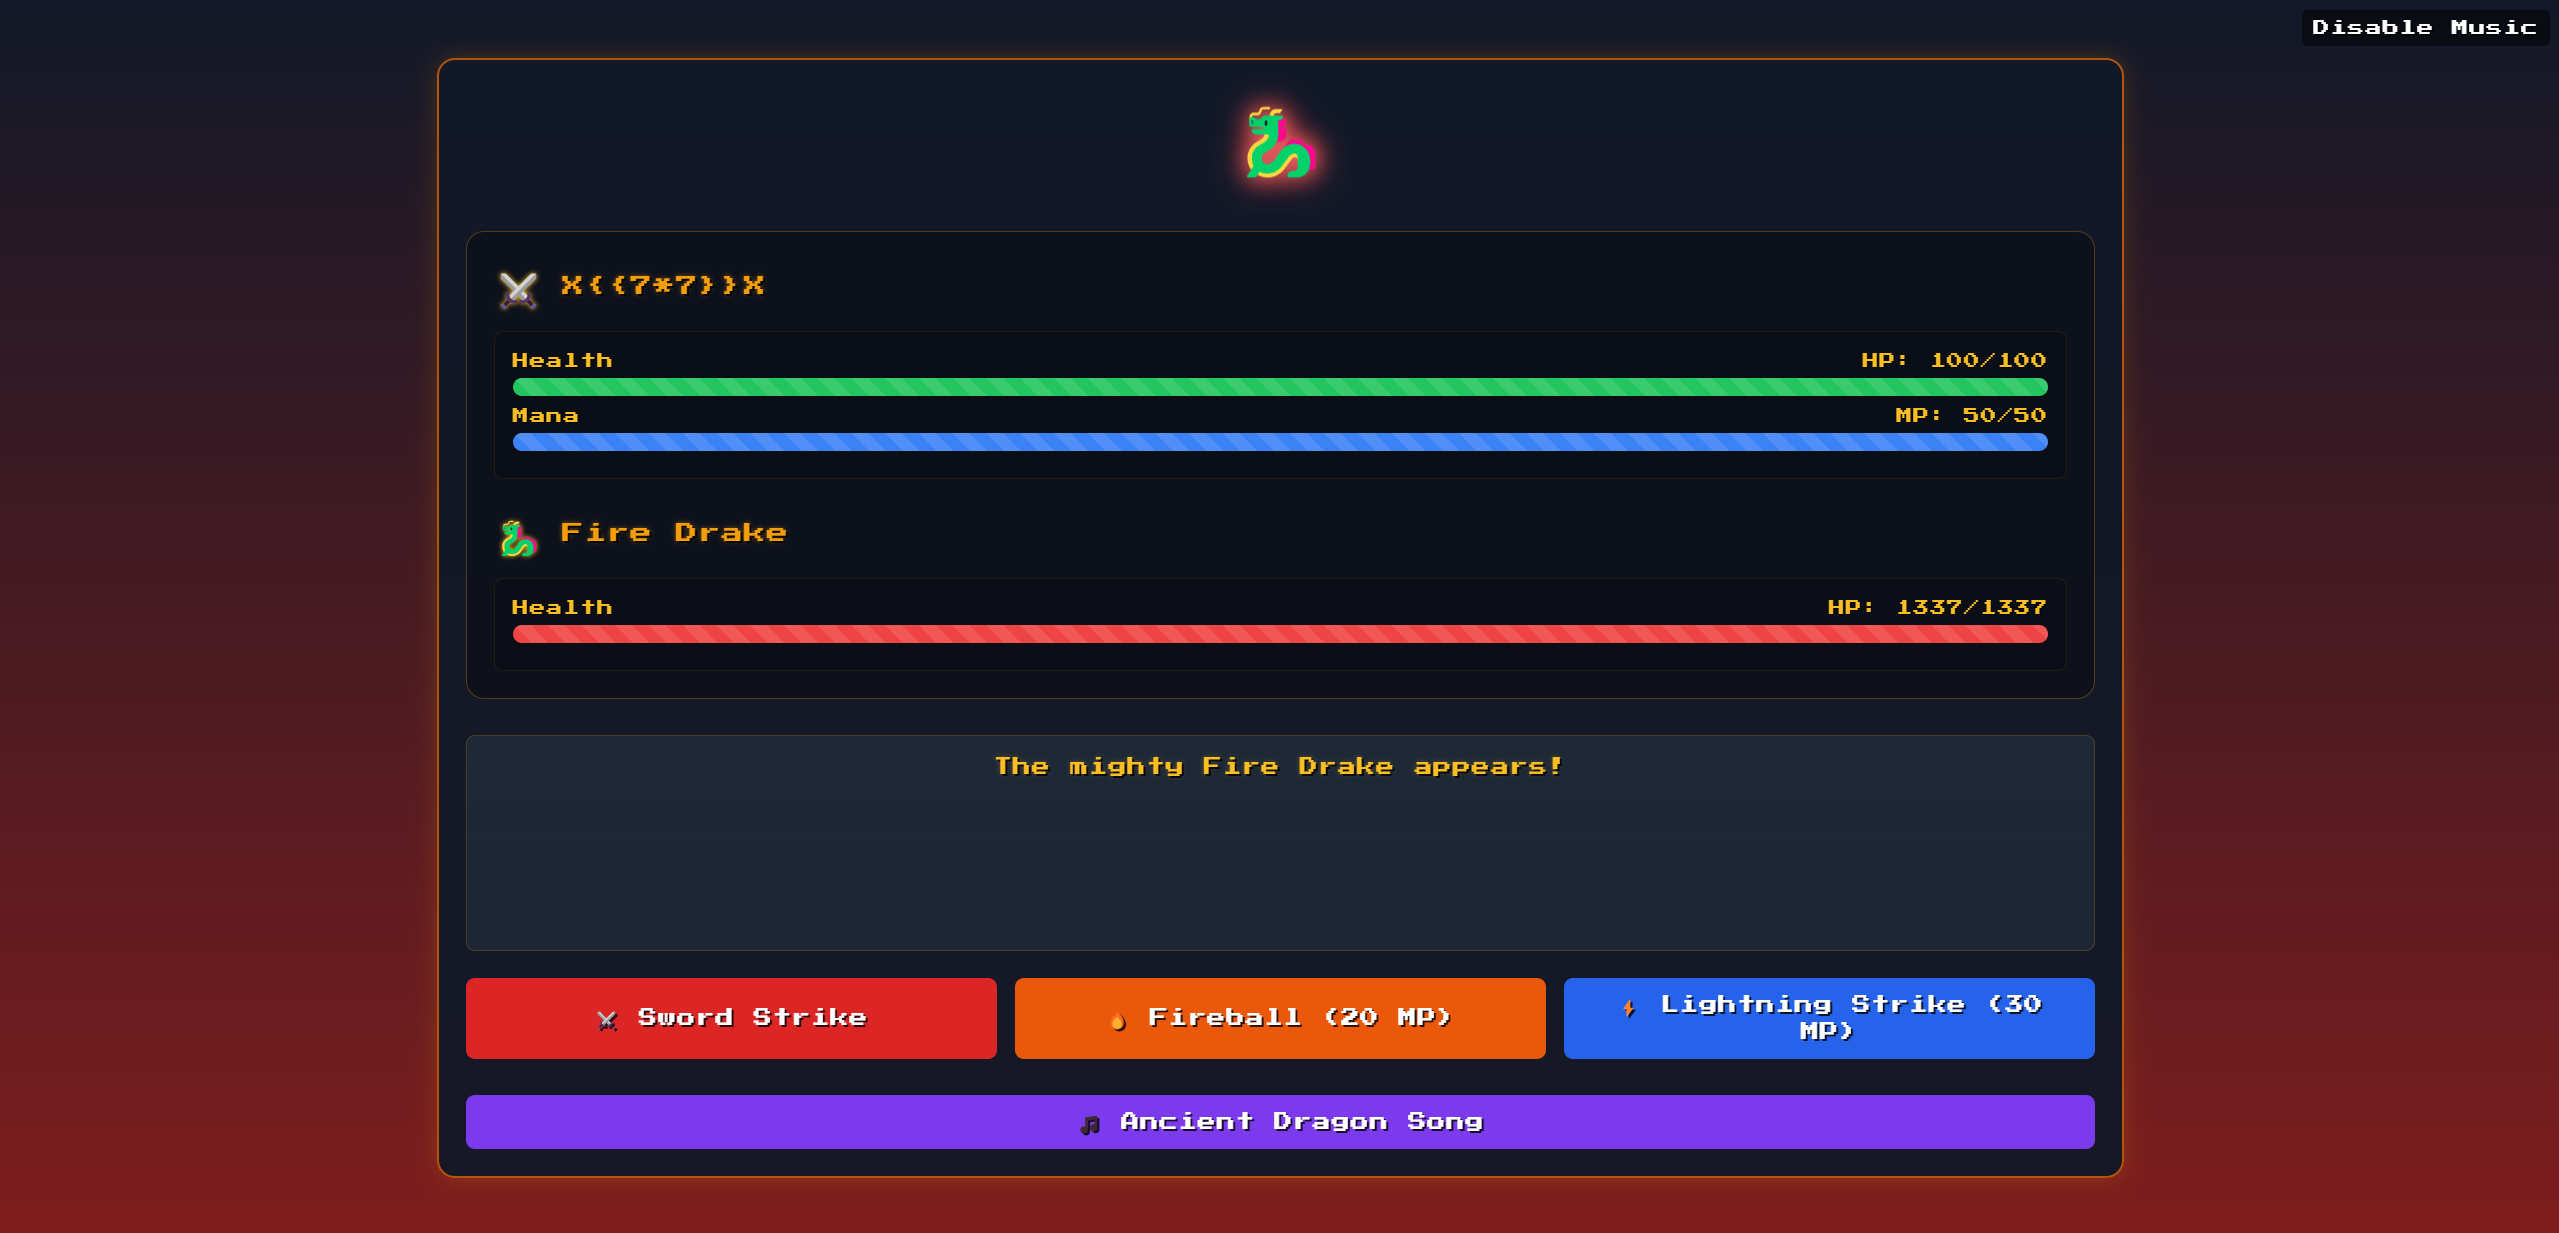 Disable Music
X{{7*7}}X
Health HP: 100/100
Mana MP: 50/50
Fire Drake
Health HP: 1337/1337
The mighty Fire Drake appears!
Sword Strike
Fireball (20 MP)
Lightning Strike (30
MP)
Ancient Dragon Song